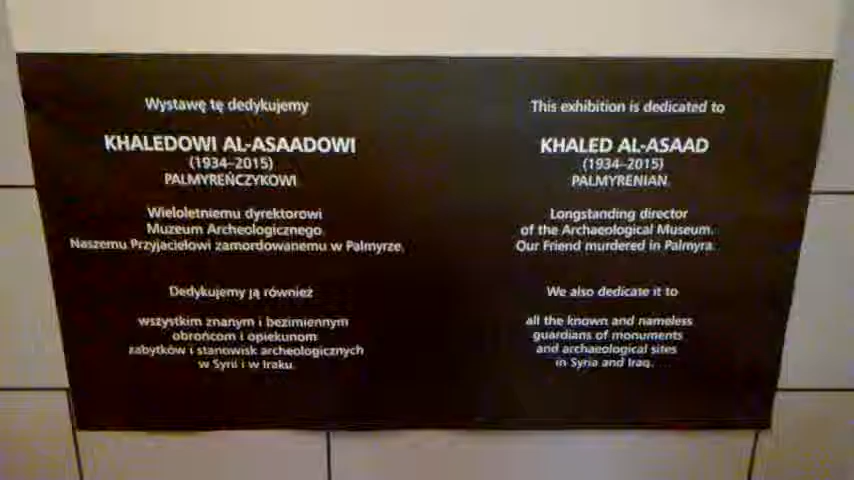 Wystawę tę dedykujemy
KHALEDOWI AL-ASAADOWI
(1934–2015)
PALMYREŃCZYKOWI
Wieloletniemu dyrektorowi
Muzeum Archeologicznego.
Naszemu Przyjacielowi zamordowanemu w Palmyrze.
Dedykujemy ją również
wszystkim znanym i bezimiennym
obrońcom i opiekunom
zabytków i stanowisk archeologicznych
w Syrii i w Iraku.
This exhibition is dedicated to
KHALED AL-ASAAD
(1934–2015)
PALMYRENIAN.
Longstanding director
of the Archaeological Museum.
Our Friend murdered in Palmyra.
We also dedicate it to
all the known and nameless
guardians of monuments
and archaeological sites
in Syria and Iraq.